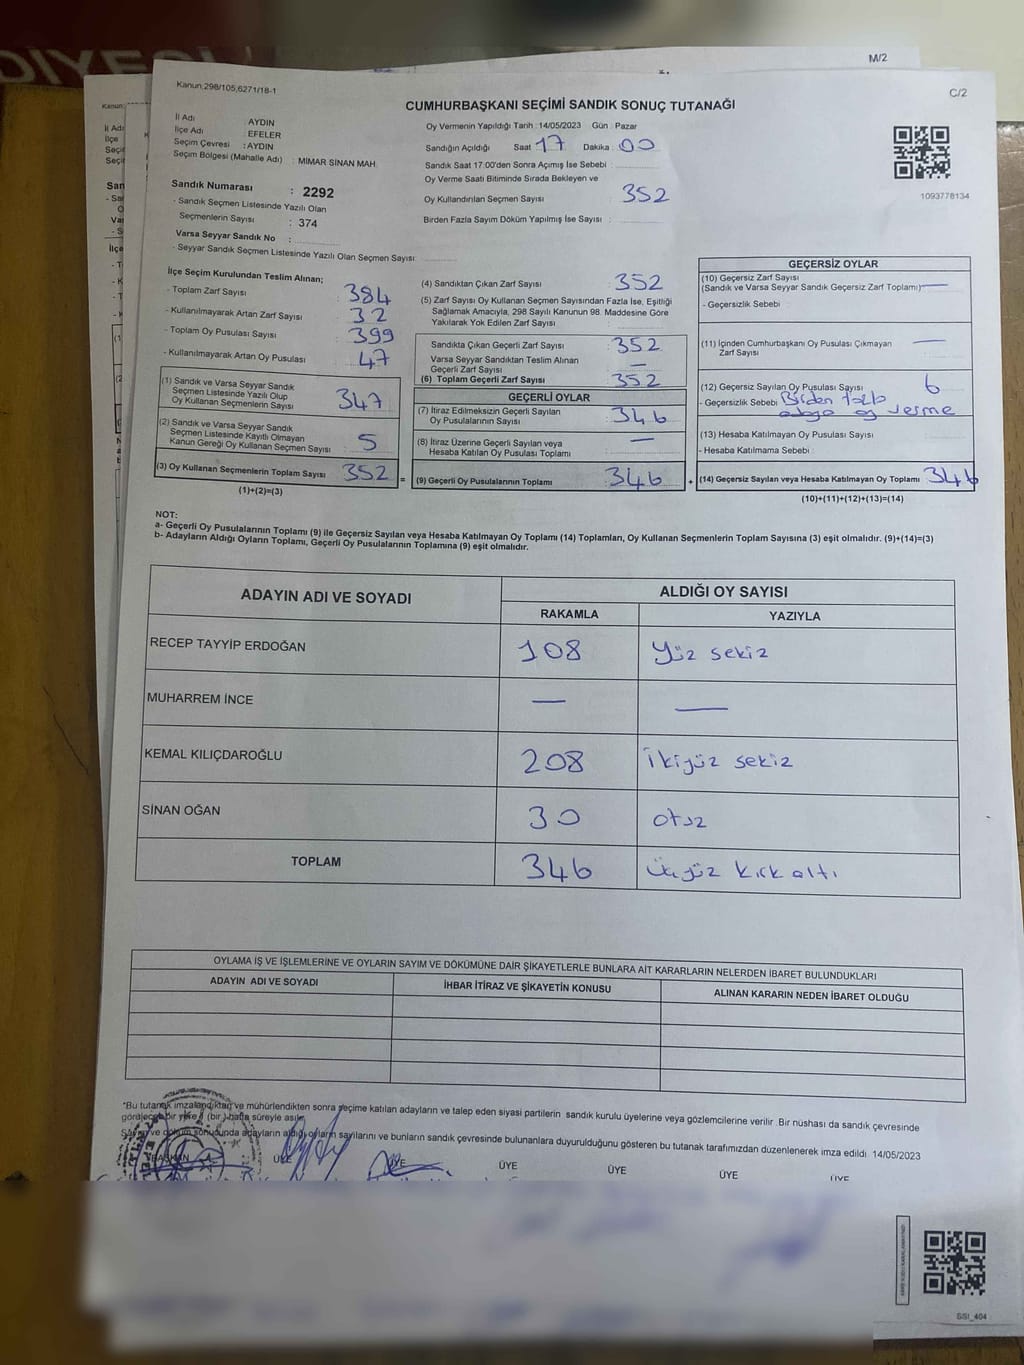 DİYESİ
M/2
Kanun;298/105,6271/18-1
C/2
CUMHURBAŞKANI SEÇİMİ SANDIK SONUÇ TUTANAĞI
İl Adı : AYDIN
İlçe Adı : EFELER
Seçim Çevresi : AYDIN
Seçim Bölgesi (Mahalle Adı) : MIMAR SINAN MAH.
Oy Vermenin Yapıldığı Tarih :14/05/2023 Gün : Pazar
Sandığın Açıldığı Saat 17 Dakika 00
Sandık Saat 17:00'den Sonra Açımış İse Sebebi :
Oy Verme Saati Bitiminde Sırada Bekleyen ve
Oy Kullandırılan Seçmen Sayısı 352
Birden Fazla Sayım Döküm Yapılmış İse Sayısı :
1093778134
Sandık Numarası : 2292
- Sandık Seçmen Listesinde Yazılı Olan
Seçmenlerin Sayısı : 374
Varsa Seyyar Sandık No :
- Seyyar Sandık Seçmen Listesinde Yazılı Olan Seçmen Sayısı:
İlçe Seçim Kurulundan Teslim Alınan;
- Toplam Zarf Sayısı : 384
- Kullanılmayarak Artan Zarf Sayısı : 32
- Toplam Oy Pusulası Sayısı : 399
- Kullanılmayarak Artan Oy Pusulası : 47
(1) Sandık ve Varsa Seyyar Sandık
Seçmen Listesinde Yazılı Olup
Oy Kullanan Seçmenlerin Sayısı : 347
(2) Sandık ve Varsa Seyyar Sandık
Seçmen Listesinde Kayıtlı Olmayan
Kanun Gereği Oy Kullanan Seçmen Sayısı : 5
(3) Oy Kullanan Seçmenlerin Toplam Sayısı 352 =
(1)+(2)=(3)
(4) Sandıktan Çıkan Zarf Sayısı : 352
(5) Zarf Sayısı Oy Kullanan Seçmen Sayısından Fazla İse, Eşitliği
Sağlamak Amacıyla, 298 Sayılı Kanunun 98. Maddesine Göre
Yakılarak Yok Edilen Zarf Sayısı :
Sandıkta Çıkan Geçerli Zarf Sayısı : 352
Varsa Seyyar Sandıktan Teslim Alınan
Geçerli Zarf Sayısı : —
(6) Toplam Geçerli Zarf Sayısı : 352
GEÇERLİ OYLAR
(7) İtiraz Edilmeksizin Geçerli Sayılan
Oy Pusulalarının Sayısı : 346
(8) İtiraz Üzerine Geçerli Sayılan veya
Hesaba Katılan Oy Pusulası Toplamı : —
(9) Geçerli Oy Pusulalarının Toplamı : 346 +
GEÇERSİZ OYLAR
(10) Geçersiz Zarf Sayısı
(Sandık ve Varsa Seyyar Sandık Geçersiz Zarf Toplamı) —
- Geçersizlik Sebebi :
(11) İçinden Cumhurbaşkanı Oy Pusulası Çıkmayan
Zarf Sayısı : —
(12) Geçersiz Sayılan Oy Pusulası Sayısı : 6
- Geçersizlik Sebebi Birden fazla
adaya oy verme
(13) Hesaba Katılmayan Oy Pusulası Sayısı :
- Hesaba Katılmama Sebebi :
(14) Geçersiz Sayılan veya Hesaba Katılmayan Oy Toplamı 346
(10)+(11)+(12)+(13)=(14)
NOT:
a- Geçerli Oy Pusulalarının Toplamı (9) ile Geçersiz Sayılan veya Hesaba Katılmayan Oy Toplamı (14) Toplamları, Oy Kullanan Seçmenlerin Toplam Sayısına (3) eşit olmalıdır. (9)+(14)=(3)
b- Adayların Aldığı Oyların Toplamı, Geçerli Oy Pusulalarının Toplamına (9) eşit olmalıdır.
ADAYIN ADI VE SOYADI
ALDIĞI OY SAYISI
RAKAMLA YAZIYLA
RECEP TAYYİP ERDOĞAN 108 Yüz sekiz
MUHARREM İNCE — —
KEMAL KILIÇDAROĞLU 208 İkiyüz sekiz
SİNAN OĞAN 30 otuz
TOPLAM 346 Üçyüz kırk altı
OYLAMA İŞ VE İŞLEMLERİNE VE OYLARIN SAYIM VE DÖKÜMÜNE DAİR ŞİKAYETLERLE BUNLARA AİT KARARLARIN NELERDEN İBARET BULUNDUKLARI
ADAYIN ADI VE SOYADI İHBAR İTİRAZ VE ŞİKAYETİN KONUSU ALINAN KARARIN NEDEN İBARET OLDUĞU
*Bu tutanak imzalandıktan ve mühürlendikten sonra seçime katılan adayların ve talep eden siyasi partilerin sandık kurulu üyelerine veya gözlemcilerine verilir .Bir nüshası da sandık çevresinde
görülecek bir yere 1 (bir ) hafta süreyle asılır.
Sayım ve döküm sonucunda adayların aldığı oyların sayılarını ve bunların sandık çevresinde bulunanlara duyurulduğunu gösteren bu tutanak tarafımızdan düzenlenerek imza edildi. 14/05/2023
BAŞKAN ÜYE ÜYE ÜYE ÜYE ÜYE ÜYE
SSI_404